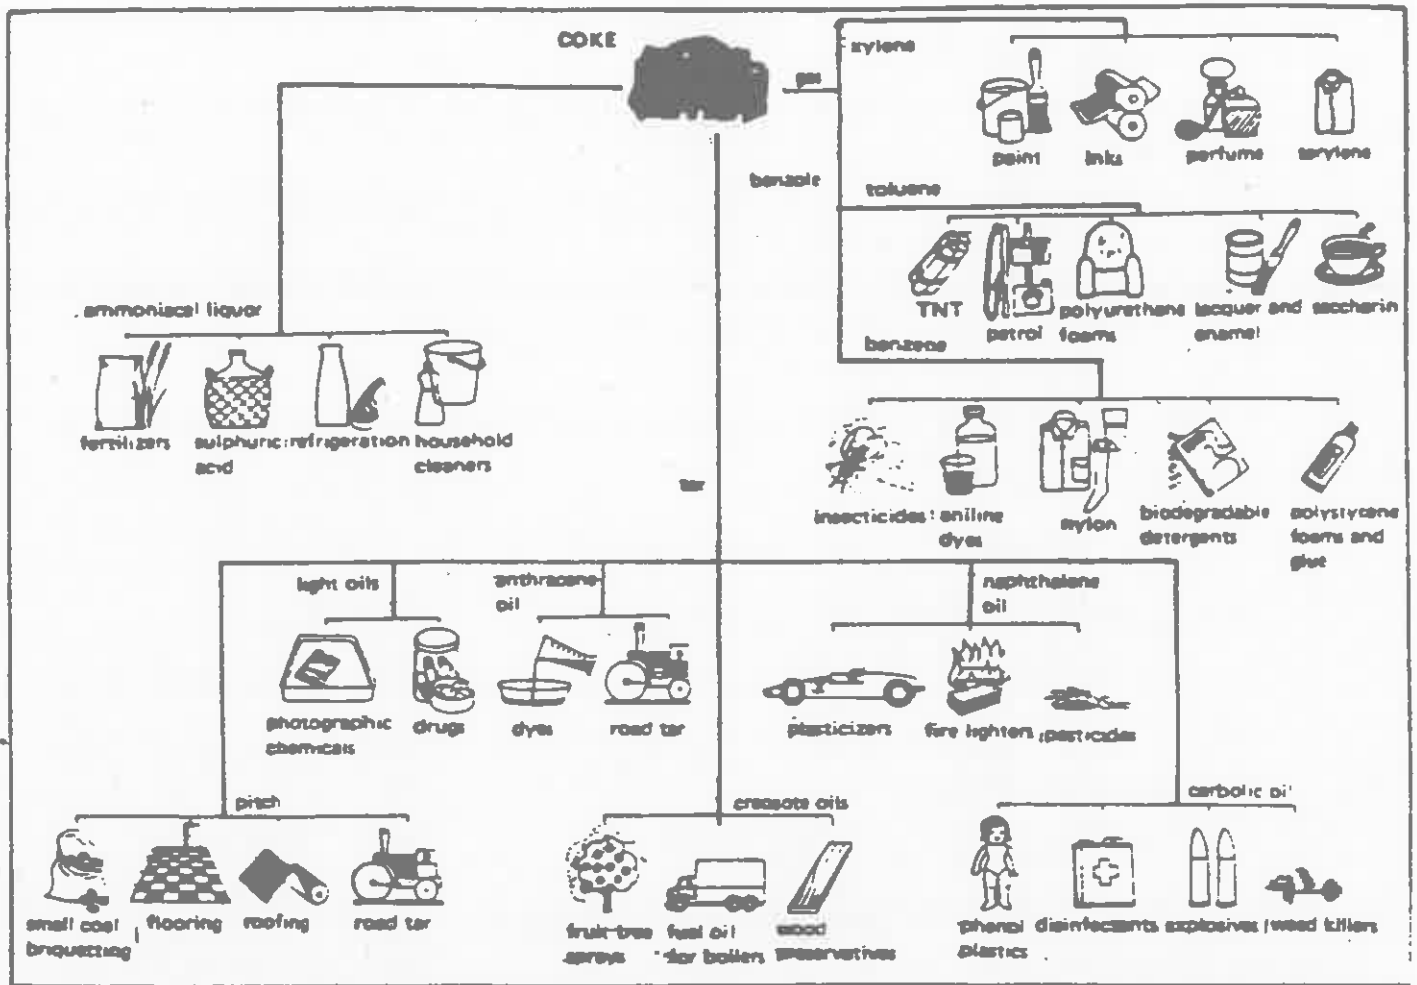 COKE
gas
xylene
paint
inks
perfume
terylene
benzole
toluene
TNT
petrol
polyurethane
foams
lacquer and
enamel
saccharin
benzene
ammoniacal liquor
fertilizers
sulphuric
acid
refrigeration
household
cleaners
insecticides
aniline
dyes
nylon
biodegradable
detergents
polystyrene
foams and
glue
tar
light oils
anthracene
oil
naphthalene
oil
photographic
chemicals
drugs
dyes
road tar
plasticizers
fire lighters
pesticides
pitch
creosote oils
carbolic oil
small coal
briquetting
flooring
roofing
road tar
fruit tree
sprays
fuel oil
for boilers
wood
preservatives
phenol
plastics
disinfectants
explosives
weed killers